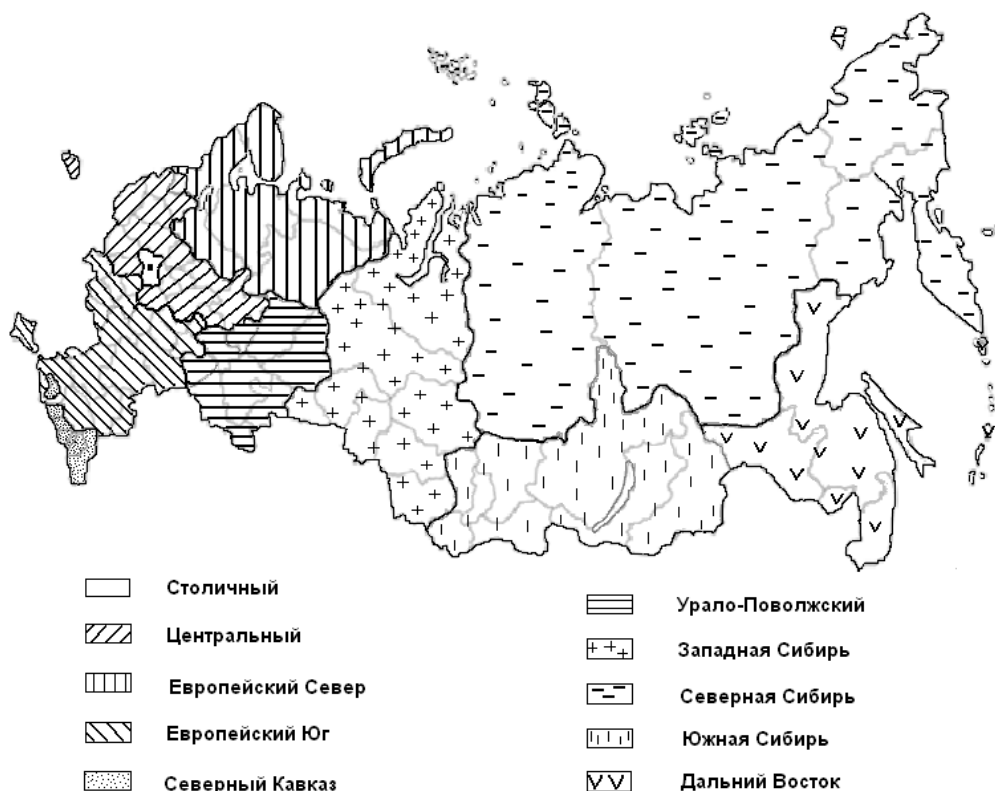 Столичный
Центральный
Европейский Север
Европейский Юг
Северный Кавказ
Урало-Поволжский
Западная Сибирь
Северная Сибирь
Южная Сибирь
Дальний Восток